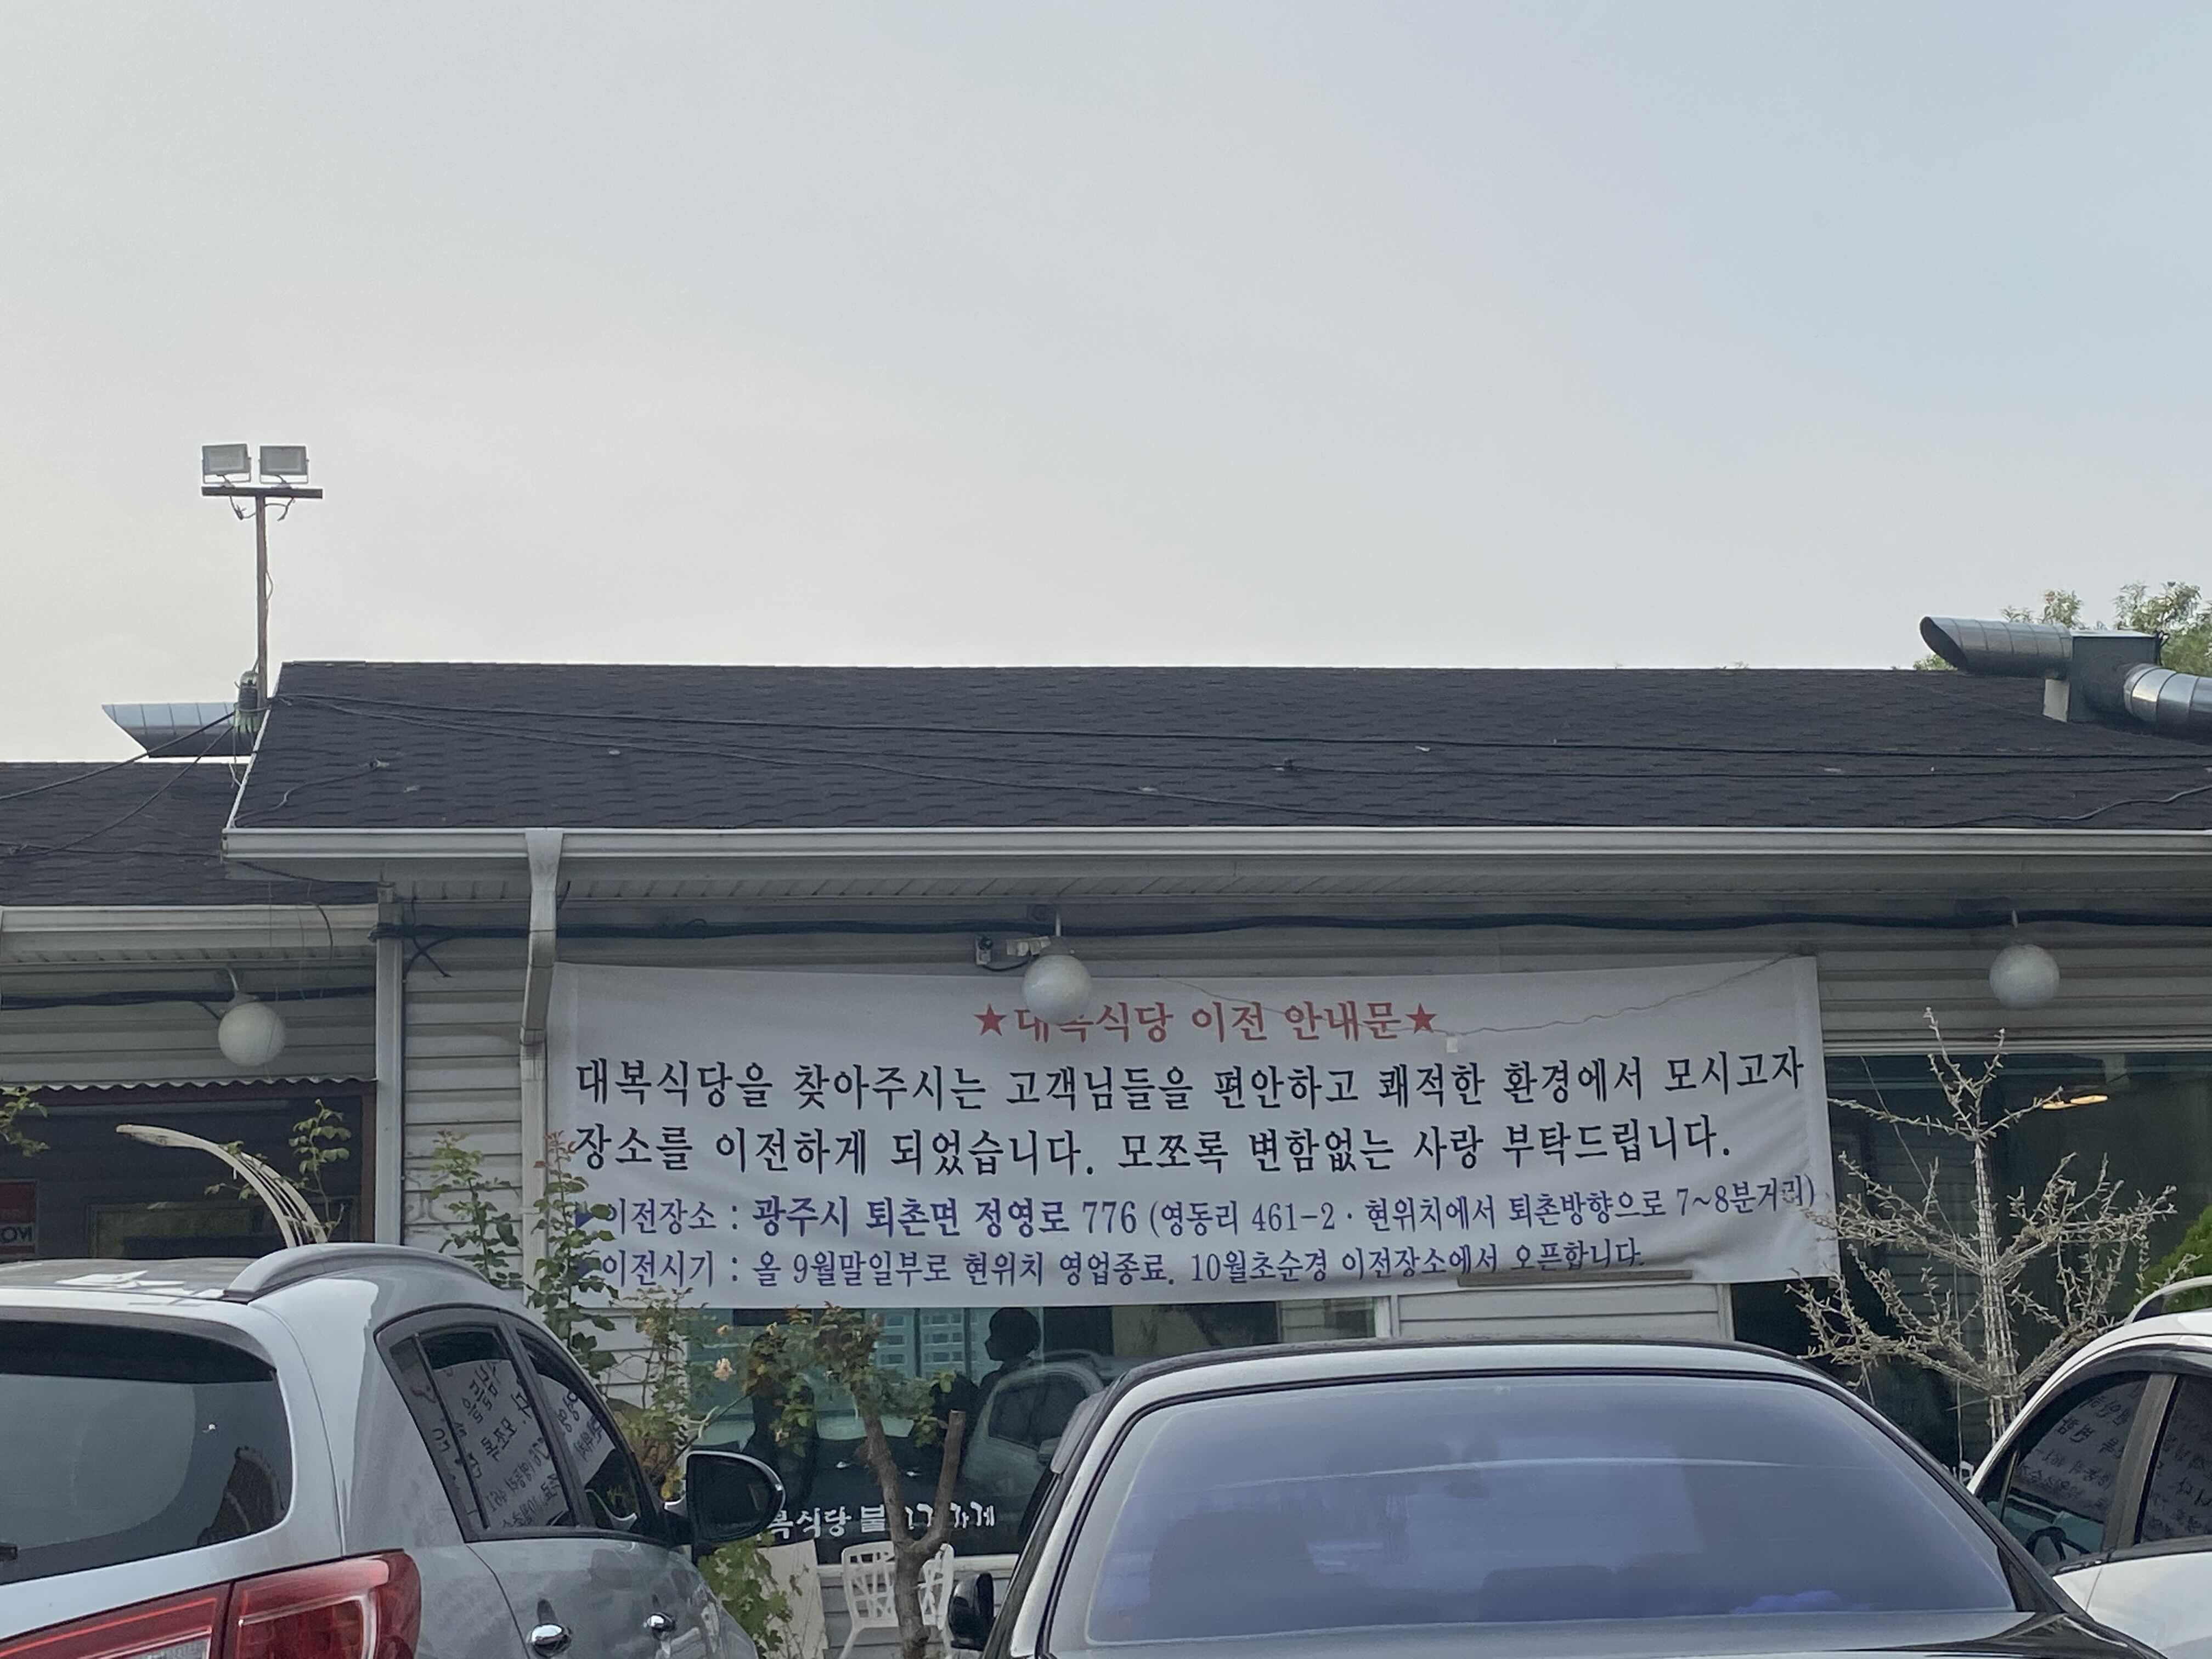 ★대복식당 이전 안내문★
대복식당을 찾아주시는 고객님들을 편안하고 쾌적한 환경에서 모시고자
장소를 이전하게 되었습니다. 모쪼록 변함없는 사랑 부탁드립니다.
▶이전장소 : 광주시 퇴촌면 정영로 776 (영동리 461-2 · 현위치에서 퇴촌방향으로 7~8분거리)
▶이전시기 : 올 9월말일부로 현위치 영업종료. 10월초순경 이전장소에서 오픈합니다.
복식당